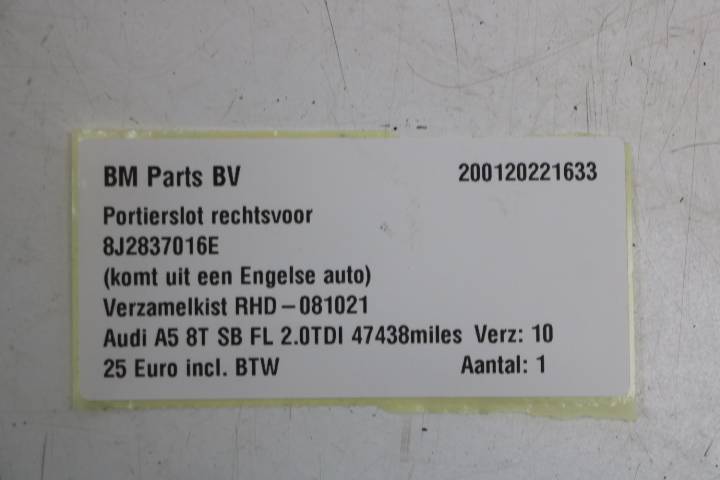 BM Parts BV 200120221633
Portierslot rechtsvoor
8J2837016E
(komt uit een Engelse auto)
Verzamelkist RHD – 081021
Audi A5 8T SB FL 2.0TDI 47438miles Verz: 10
25 Euro incl. BTW Aantal: 1